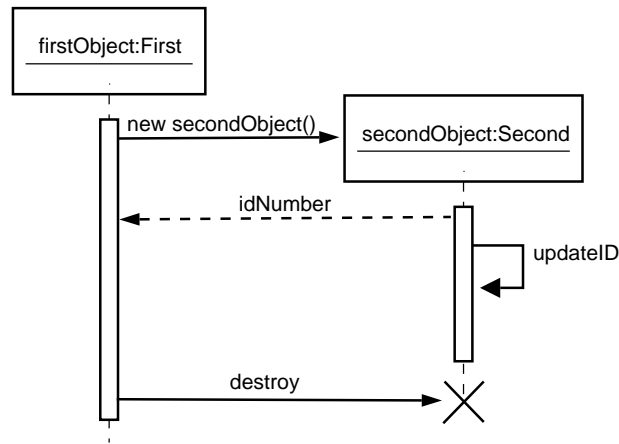 firstObject:First
new secondObject()
secondObject:Second
idNumber
updateID
destroy